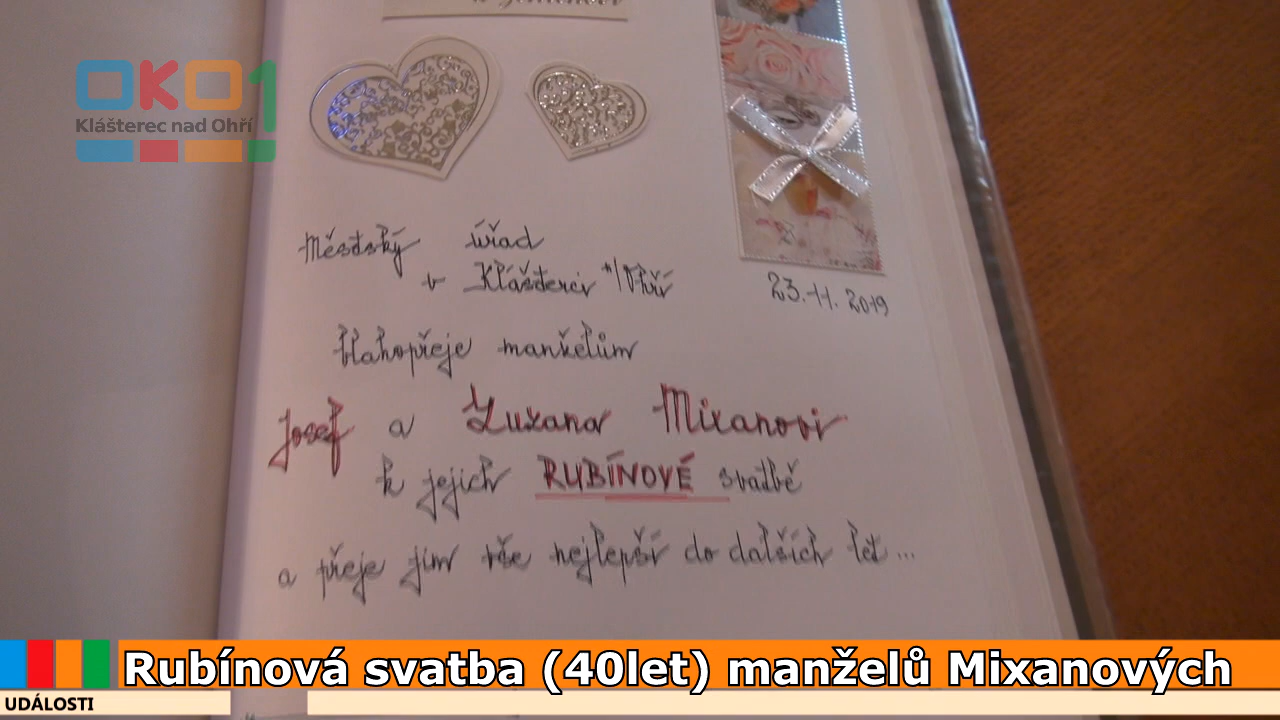 OKO1
Klášterec nad Ohří
Městský úřad
v Klášterci n/Ohří
23.11.2019
blahopřeje manželům
Josef a Zuzana Mixanovi
k jejich RUBÍNOVÉ svatbě
a přeje jim vše nejlepší do dalších let...
Rubínová svatba (40let) manželů Mixanových
UDÁLOSTI